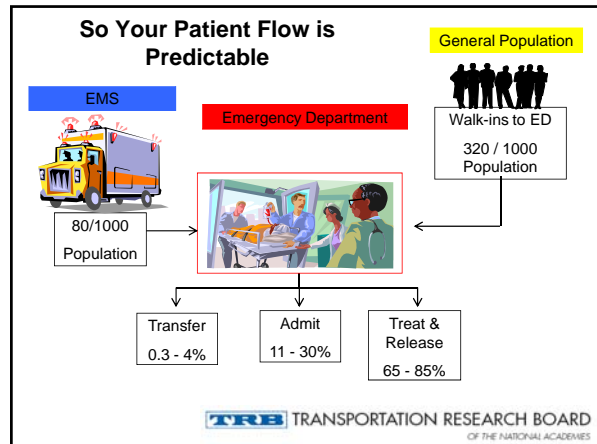 So Your Patient Flow is
Predictable
General Population
EMS
Emergency Department
Walk-ins to ED
320 / 1000
Population
80/1000
Population
Transfer
0.3 - 4%
Admit
11 - 30%
Treat &
Release
65 - 85%
TRB TRANSPORTATION RESEARCH BOARD
OF THE NATIONAL ACADEMIES